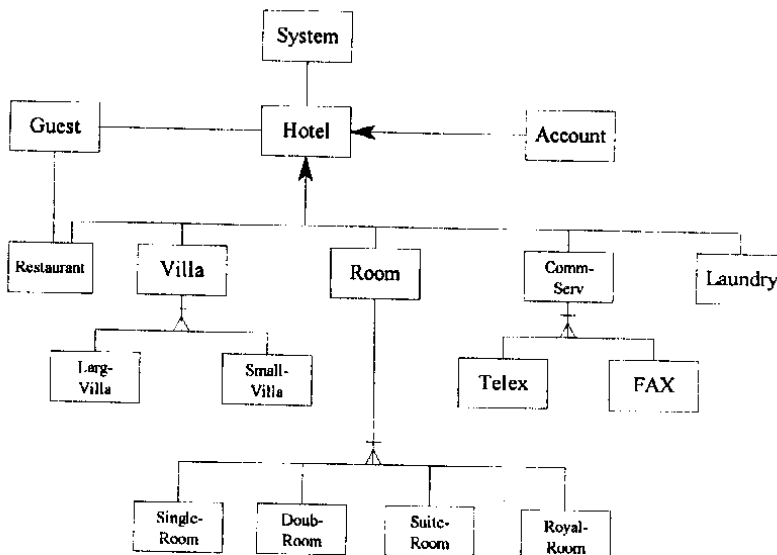 System
Guest
Hotel
Account
Restaurant
Villa
Room
Comm-
Serv
Laundry
Larg-
Villa
Small-
Villa
Telex
FAX
Single-
Room
Doub-
Room
Suite-
Room
Royal-
Room